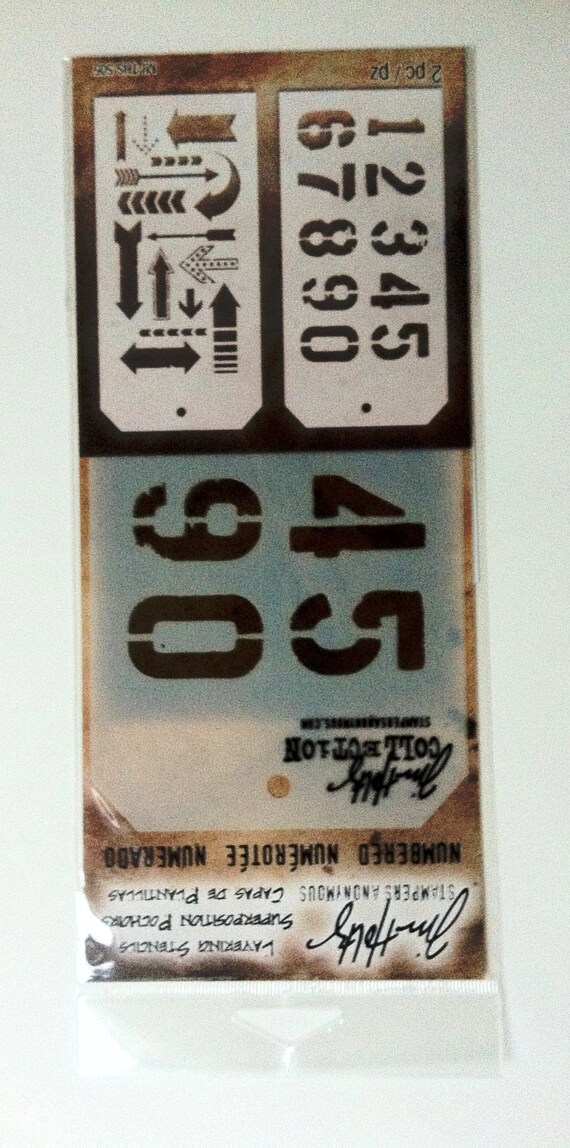 Tim Holtz
STAMPERS ANONYMOUS
LAYERING STENCILS
SUPERPOSITION POCHOIRS
CAPAS DE PLANTILLAS
NUMBERED NUMÉROTÉE NUMERADO
Tim Holtz
COLLECTION
STAMPERSANONYMOUS.COM
45
90
12345
67890
2 pc / pz